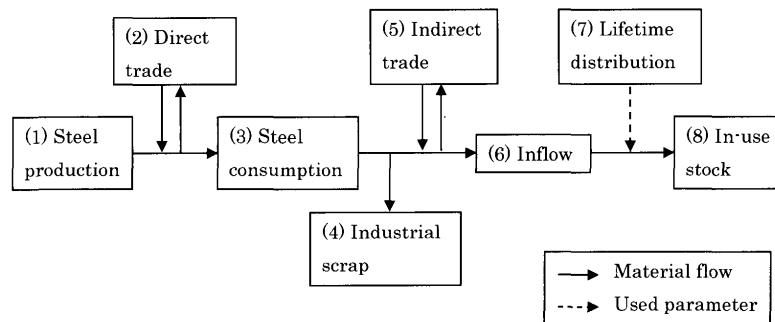 (2) Direct
trade
(5) Indirect
trade
(7) Lifetime
distribution
(1) Steel
production
(3) Steel
consumption
(6) Inflow
(8) In-use
stock
(4) Industrial
scrap
Material flow
Used parameter